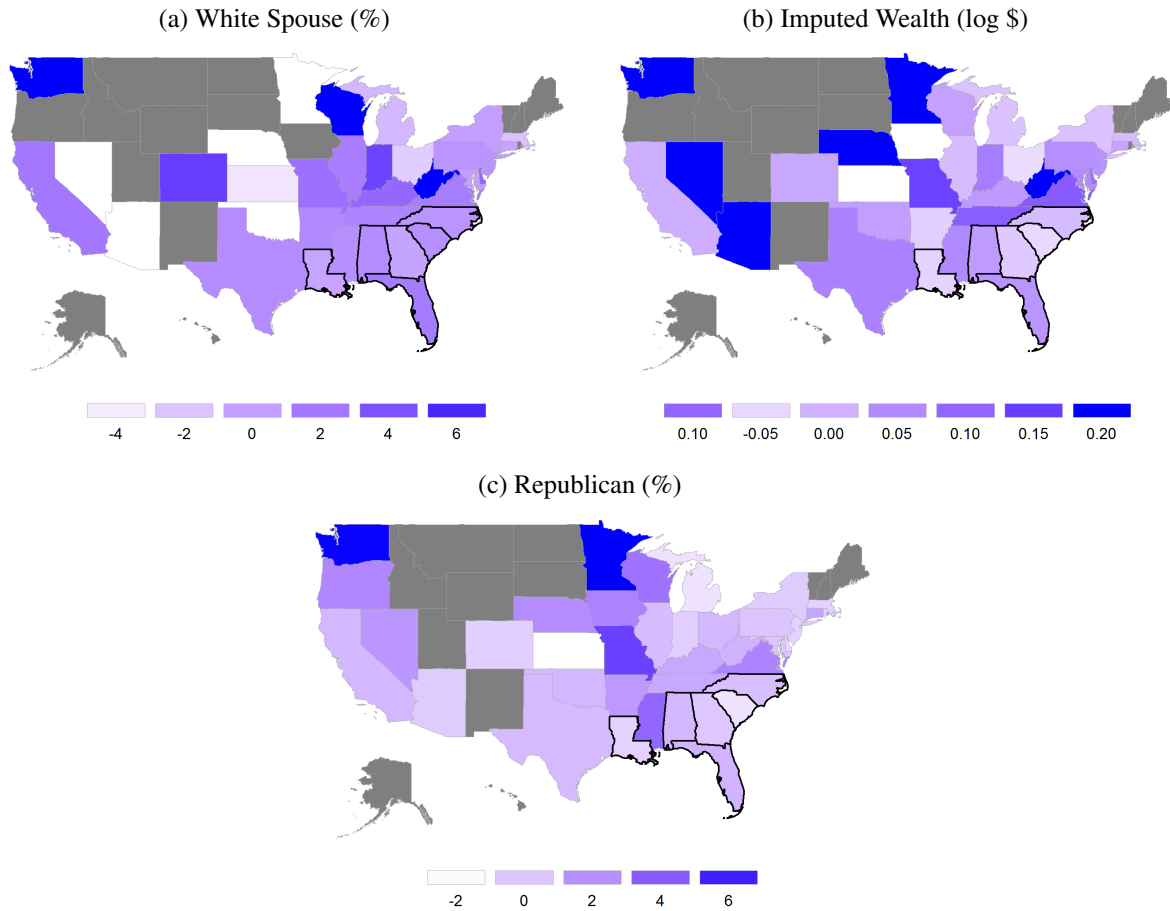 (a) White Spouse (%)
(b) Imputed Wealth (log $)
-4 -2 0 2 4 6
0.10 -0.05 0.00 0.05 0.10 0.15 0.20
(c) Republican (%)
-2 0 2 4 6